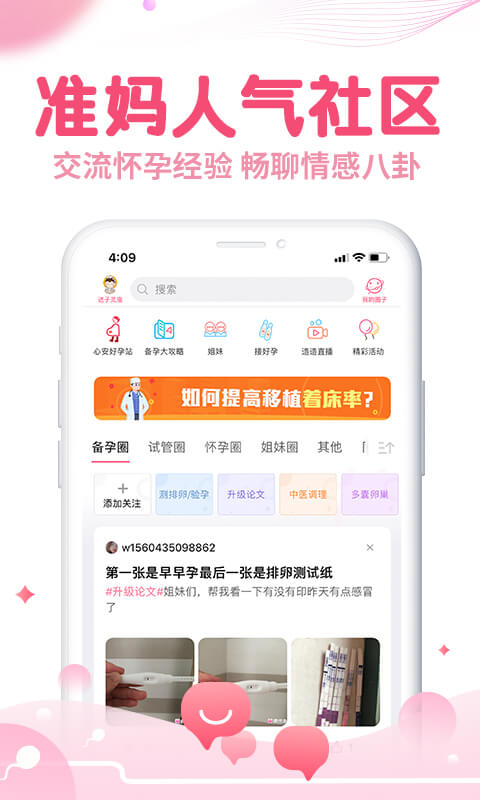 准妈人气社区
交流怀孕经验 畅聊情感八卦
4:09
送子灵庙
搜索
我的圈子
心安好孕站
备孕大攻略
姐妹
接好孕
造造直播
精彩活动
如何提高移植着床率?
备孕圈
试管圈
怀孕圈
姐妹圈
其他
添加关注
测排卵/验孕
升级论文
中医调理
多囊卵巢
w1560435098862
第一张是早早孕最后一张是排卵测试纸
#升级论文#姐妹们，帮我看一下有没有印昨天有点感冒
了